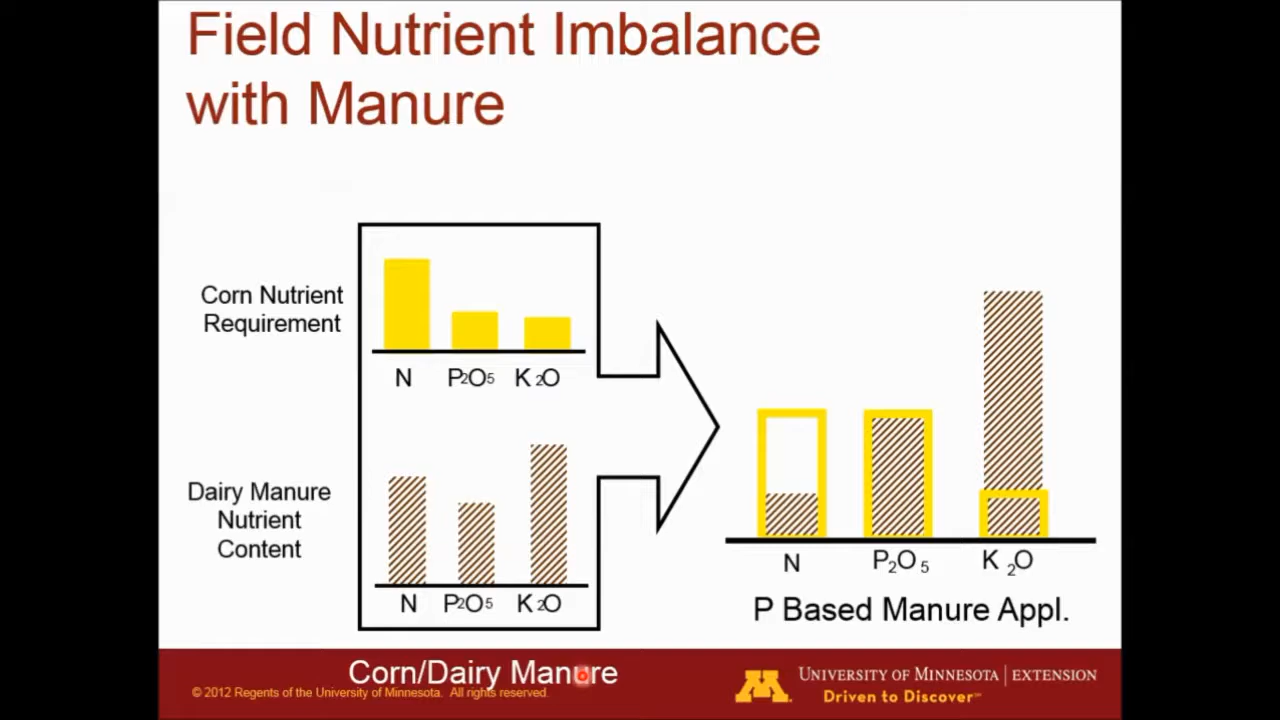 Field Nutrient Imbalance
with Manure
Corn Nutrient
Requirement
N P2O5 K2O
Dairy Manure
Nutrient
Content
N P2O5 K2O
N P2O5 K2O
P Based Manure Appl.
Corn/Dairy Manure
© 2012 Regents of the University of Minnesota. All rights reserved.
M
UNIVERSITY OF MINNESOTA | EXTENSION
Driven to Discover℠